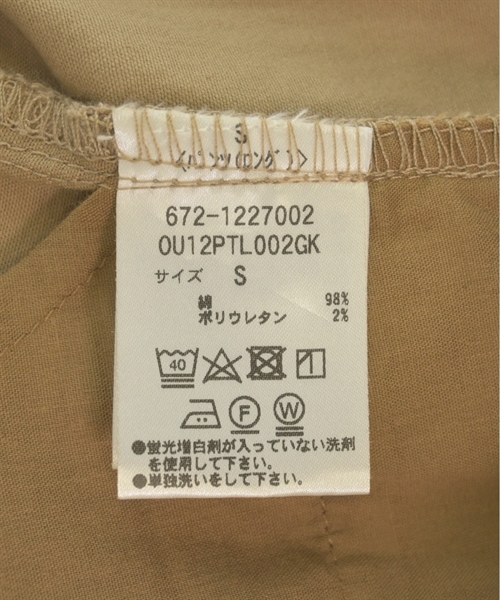 S
<パンツ(ロング)>
672-1227002
OU12PTL002GK
サイズ S
綿 98%
ポリウレタン 2%
40
F W
●蛍光増白剤が入っていない洗剤
を使用して下さい。
●単独洗いをして下さい。